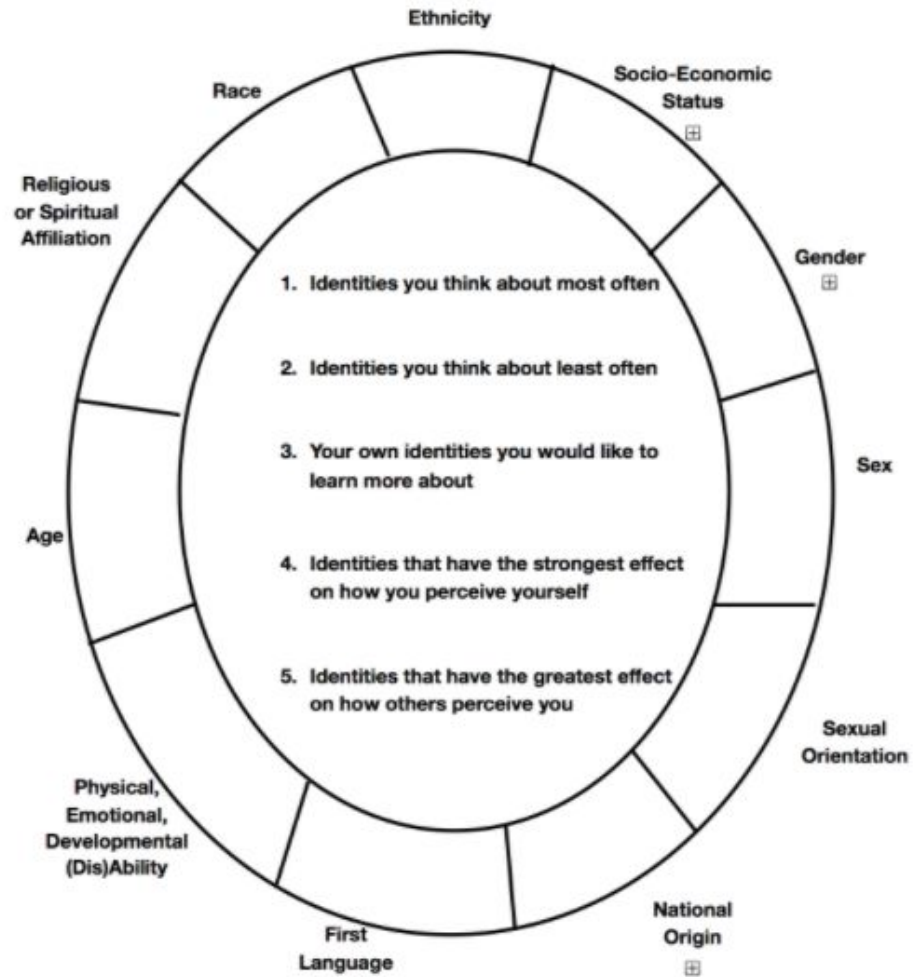 Ethnicity
Socio-Economic
Status
Race
Religious
or Spiritual
Affiliation
Gender
1. Identities you think about most often
2. Identities you think about least often
3. Your own identities you would like to
learn more about
Sex
Age
4. Identities that have the strongest effect
on how you perceive yourself
5. Identities that have the greatest effect
on how others perceive you
Sexual
Orientation
Physical,
Emotional,
Developmental
(Dis)Ability
First
Language
National
Origin